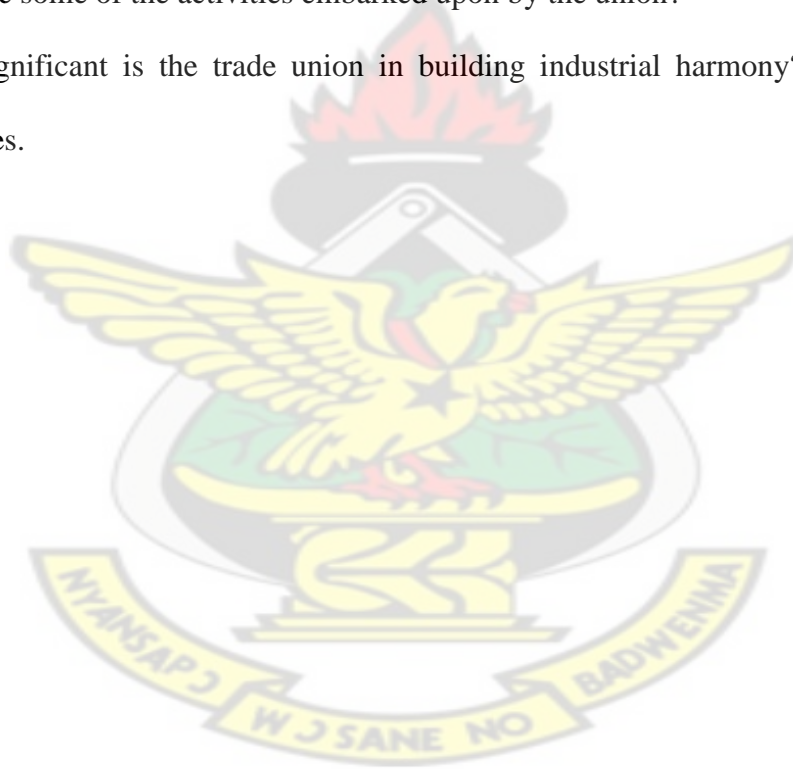 some of the activities embarked upon by the union?
gnificant is the trade union in building industrial harmony?
es.
NYANSAPƆ WƆSANE NO BADWENMA